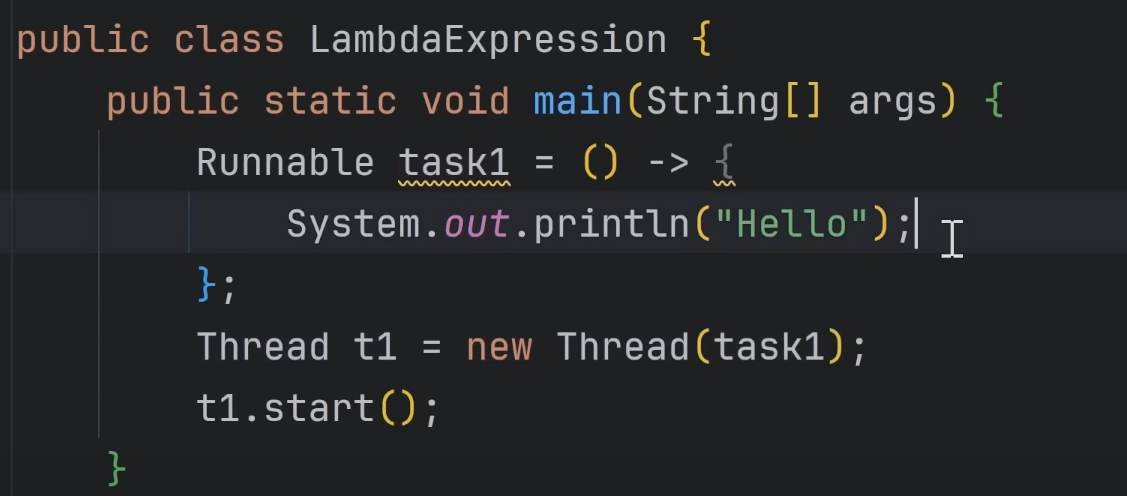 public class LambdaExpression {
    public static void main(String[] args) {
        Runnable task1 = () -> {
            System.out.println("Hello");
        };
        Thread t1 = new Thread(task1);
        t1.start();
    }